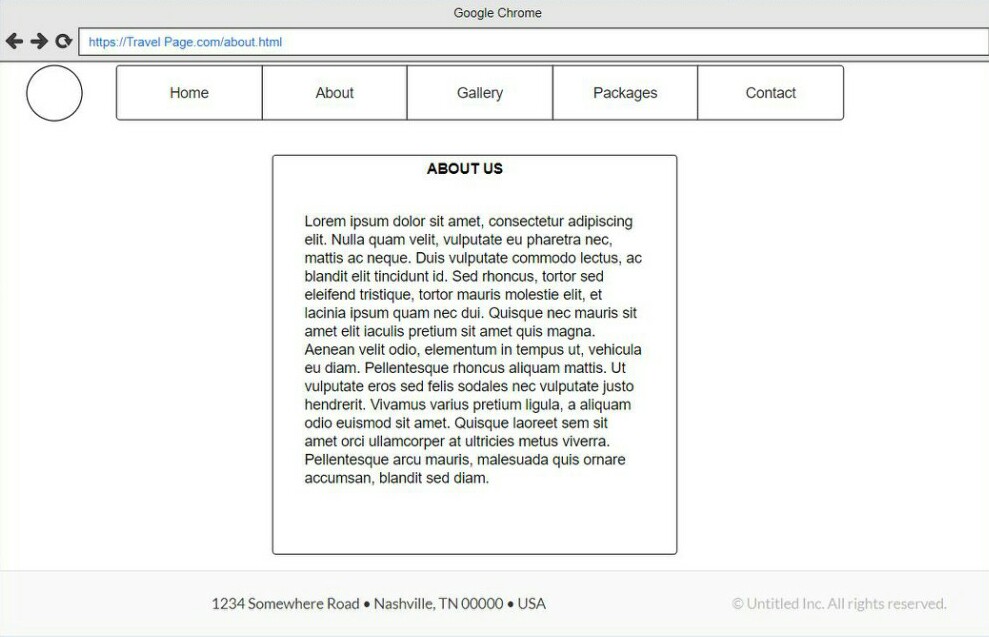 Google Chrome
https://Travel Page.com/about.html
Home About Gallery Packages Contact
ABOUT US
Lorem ipsum dolor sit amet, consectetur adipiscing
elit. Nulla quam velit, vulputate eu pharetra nec,
mattis ac neque. Duis vulputate commodo lectus, ac
blandit elit tincidunt id. Sed rhoncus, tortor sed
eleifend tristique, tortor mauris molestie elit, et
lacinia ipsum quam nec dui. Quisque nec mauris sit
amet elit iaculis pretium sit amet quis magna.
Aenean velit odio, elementum in tempus ut, vehicula
eu diam. Pellentesque rhoncus aliquam mattis. Ut
vulputate eros sed felis sodales nec vulputate justo
hendrerit. Vivamus varius pretium ligula, a aliquam
odio euismod sit amet. Quisque laoreet sem sit
amet orci ullamcorper at ultricies metus viverra.
Pellentesque arcu mauris, malesuada quis ornare
accumsan, blandit sed diam.
1234 Somewhere Road • Nashville, TN 00000 • USA
© Untitled Inc. All rights reserved.